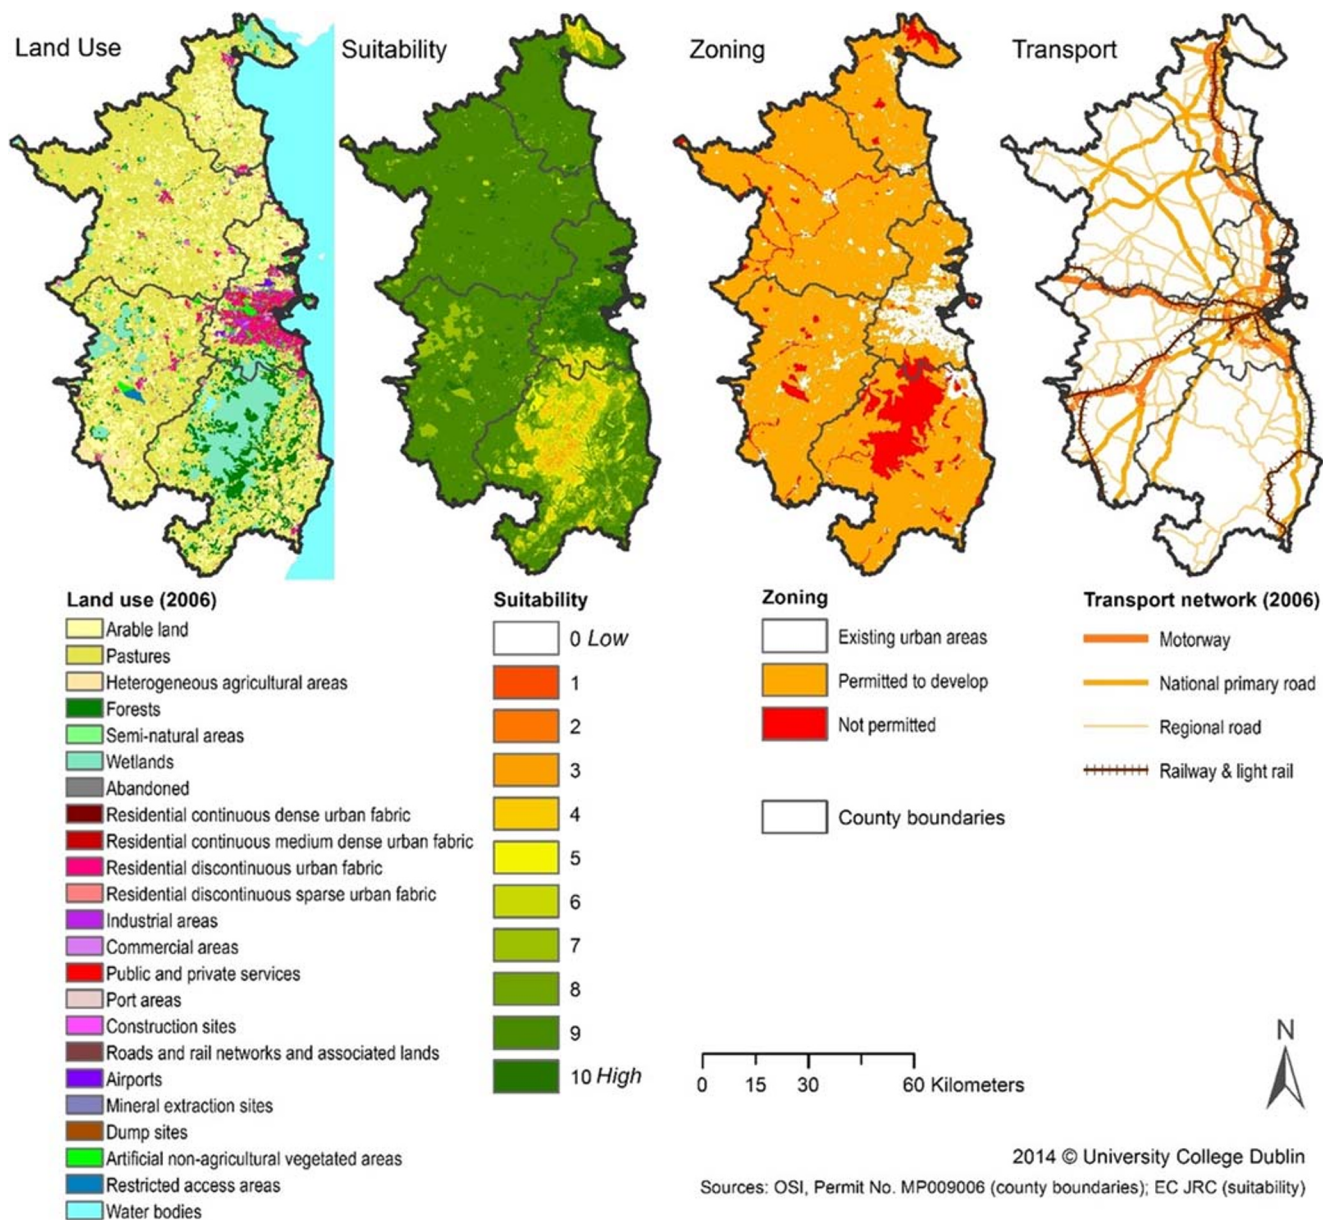 Land Use
Suitability
Zoning
Transport
Land use (2006)
Arable land
Pastures
Heterogeneous agricultural areas
Forests
Semi-natural areas
Wetlands
Abandoned
Residential continuous dense urban fabric
Residential continuous medium dense urban fabric
Residential discontinuous urban fabric
Residential discontinuous sparse urban fabric
Industrial areas
Commercial areas
Public and private services
Port areas
Construction sites
Roads and rail networks and associated lands
Airports
Mineral extraction sites
Dump sites
Artificial non-agricultural vegetated areas
Restricted access areas
Water bodies
Suitability
0 Low
1
2
3
4
5
6
7
8
9
10 High
Zoning
Existing urban areas
Permitted to develop
Not permitted
County boundaries
Transport network (2006)
Motorway
National primary road
Regional road
Railway & light rail
N
0 15 30 60 Kilometers
2014 © University College Dublin
Sources: OSI, Permit No. MP009006 (county boundaries); EC JRC (suitability)